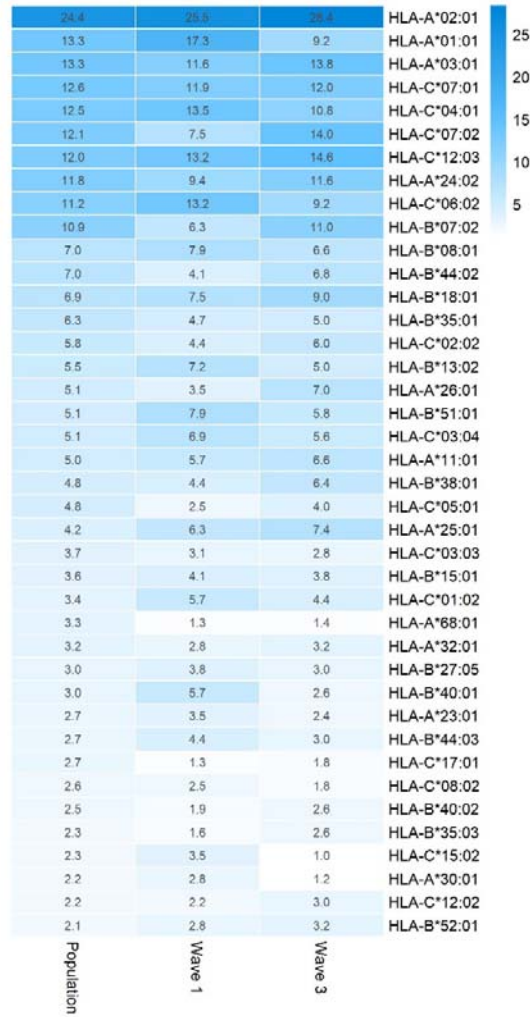 24.4 25.5 28.4 HLA-A*02:01
13.3 17.3 9.2 HLA-A*01:01
13.3 11.6 13.8 HLA-A*03:01
12.6 11.9 12.0 HLA-C*07:01
12.5 13.5 10.8 HLA-C*04:01
12.1 7.5 14.0 HLA-C*07:02
12.0 13.2 14.6 HLA-C*12:03
11.8 9.4 11.6 HLA-A*24:02
11.2 13.2 9.2 HLA-C*06:02
10.9 6.3 11.0 HLA-B*07:02
7.0 7.9 6.6 HLA-B*08:01
7.0 4.1 6.8 HLA-B*44:02
6.9 7.5 9.0 HLA-B*18:01
6.3 4.7 5.0 HLA-B*35:01
5.8 4.4 6.0 HLA-C*02:02
5.5 7.2 5.0 HLA-B*13:02
5.1 3.5 7.0 HLA-A*26:01
5.1 7.9 5.8 HLA-B*51:01
5.1 6.9 5.6 HLA-C*03:04
5.0 5.7 6.6 HLA-A*11:01
4.8 4.4 6.4 HLA-B*38:01
4.8 2.5 4.0 HLA-C*05:01
4.2 6.3 7.4 HLA-A*25:01
3.7 3.1 2.8 HLA-C*03:03
3.6 4.1 3.8 HLA-B*15:01
3.4 5.7 4.4 HLA-C*01:02
3.3 1.3 1.4 HLA-A*68:01
3.2 2.8 3.2 HLA-A*32:01
3.0 3.8 3.0 HLA-B*27:05
3.0 5.7 2.6 HLA-B*40:01
2.7 3.5 2.4 HLA-A*23:01
2.7 4.4 3.0 HLA-B*44:03
2.7 1.3 1.8 HLA-C*17:01
2.6 2.5 1.8 HLA-C*08:02
2.5 1.9 2.6 HLA-B*40:02
2.3 1.6 2.6 HLA-B*35:03
2.3 3.5 1.0 HLA-C*15:02
2.2 2.8 1.2 HLA-A*30:01
2.2 2.2 3.0 HLA-C*12:02
2.1 2.8 3.2 HLA-B*52:01
Population
Wave 1
Wave 3
25
20
15
10
5